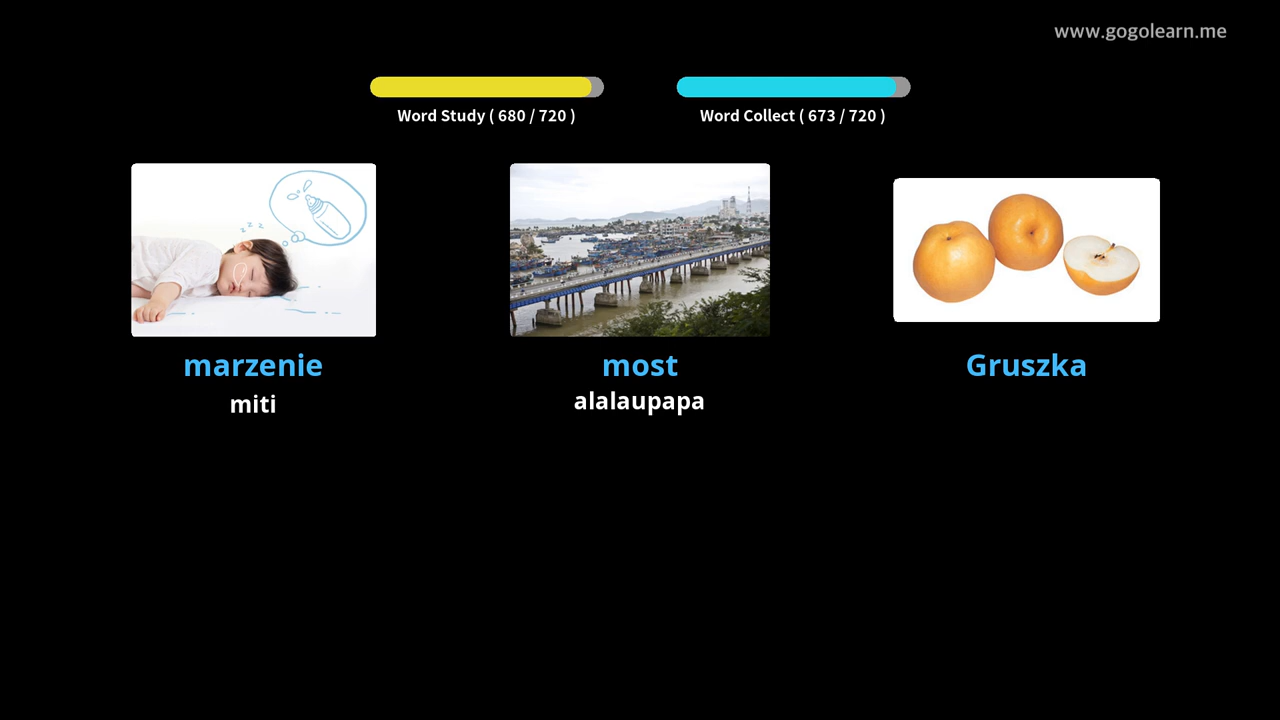 www.gogolearn.me
Word Study ( 680 / 720 )
Word Collect ( 673 / 720 )
marzenie
miti
most
alalaupapa
Gruszka